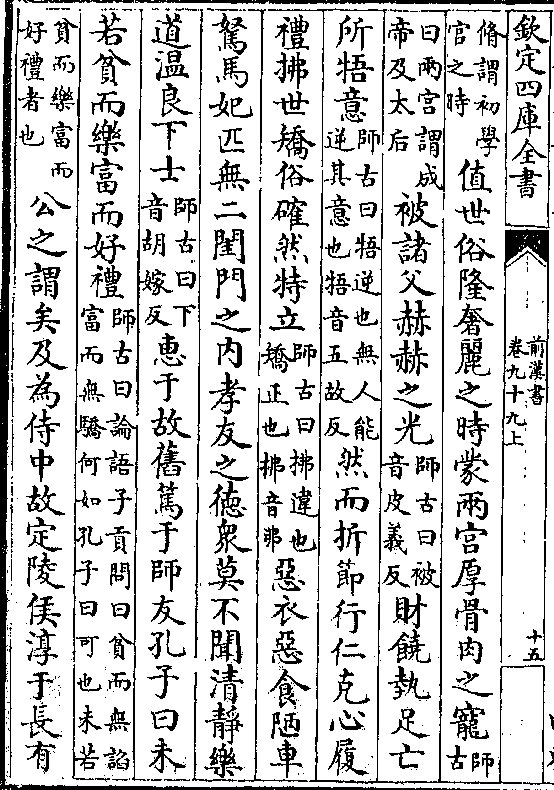 欽定四庫全書
前漢書
卷九十九上
十五
脩謂初學
官之時
值世俗隆奢麗之時蒙兩宮厚骨肉之寵
師古
曰兩宮謂成
帝及太后
被諸父赫赫之光
師古曰被
音皮義反
財饒埶足亡
所牾意
師古曰牾逆也無人能
逆其意也牾音五故反
然而折節行仁克心履
禮拂世矯俗確然特立
師古曰拂違也
矯正也拂音弗
惡衣惡食陋車
駑馬妃匹無二閨門之内孝友之徳衆莫不聞清靜樂
道温良下士
師古曰下
音胡嫁反
惠于故舊篤于師友孔子曰未
若貧而樂富而好禮
師古曰論語子貢問曰貧而無諂
富而無驕何如孔子曰可也未若
貧而樂富而
好禮者也
公之謂矣及為侍中故定陵侯淳于長有